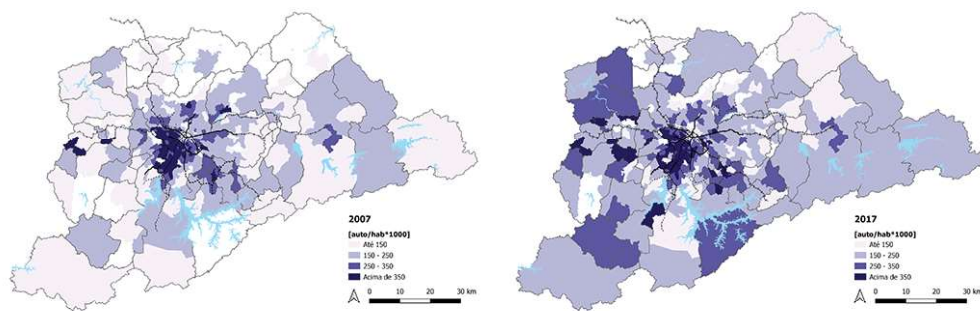 2007
[auto/hab*1000]
Até 150
150 - 250
250 - 350
Acima de 350
0 10 20 30 km
2017
[auto/hab*1000]
Até 150
150 - 250
250 - 350
Acima de 350
0 10 20 30 km